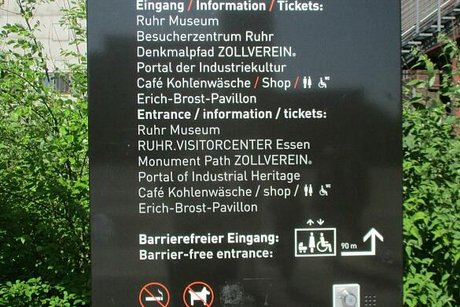 Eingang / Information / Tickets:
Ruhr Museum
Besucherzentrum Ruhr
Denkmalpfad ZOLLVEREIN®
Portal der Industriekultur
Café Kohlenwäsche / Shop /
Erich-Brost-Pavillon
Entrance / information / tickets:
Ruhr Museum
RUHR.VISITORCENTER Essen
Monument Path ZOLLVEREIN®
Portal of Industrial Heritage
Café Kohlenwäsche / shop /
Erich-Brost-Pavillon
Barrierefreier Eingang:
Barrier-free entrance:
90 m